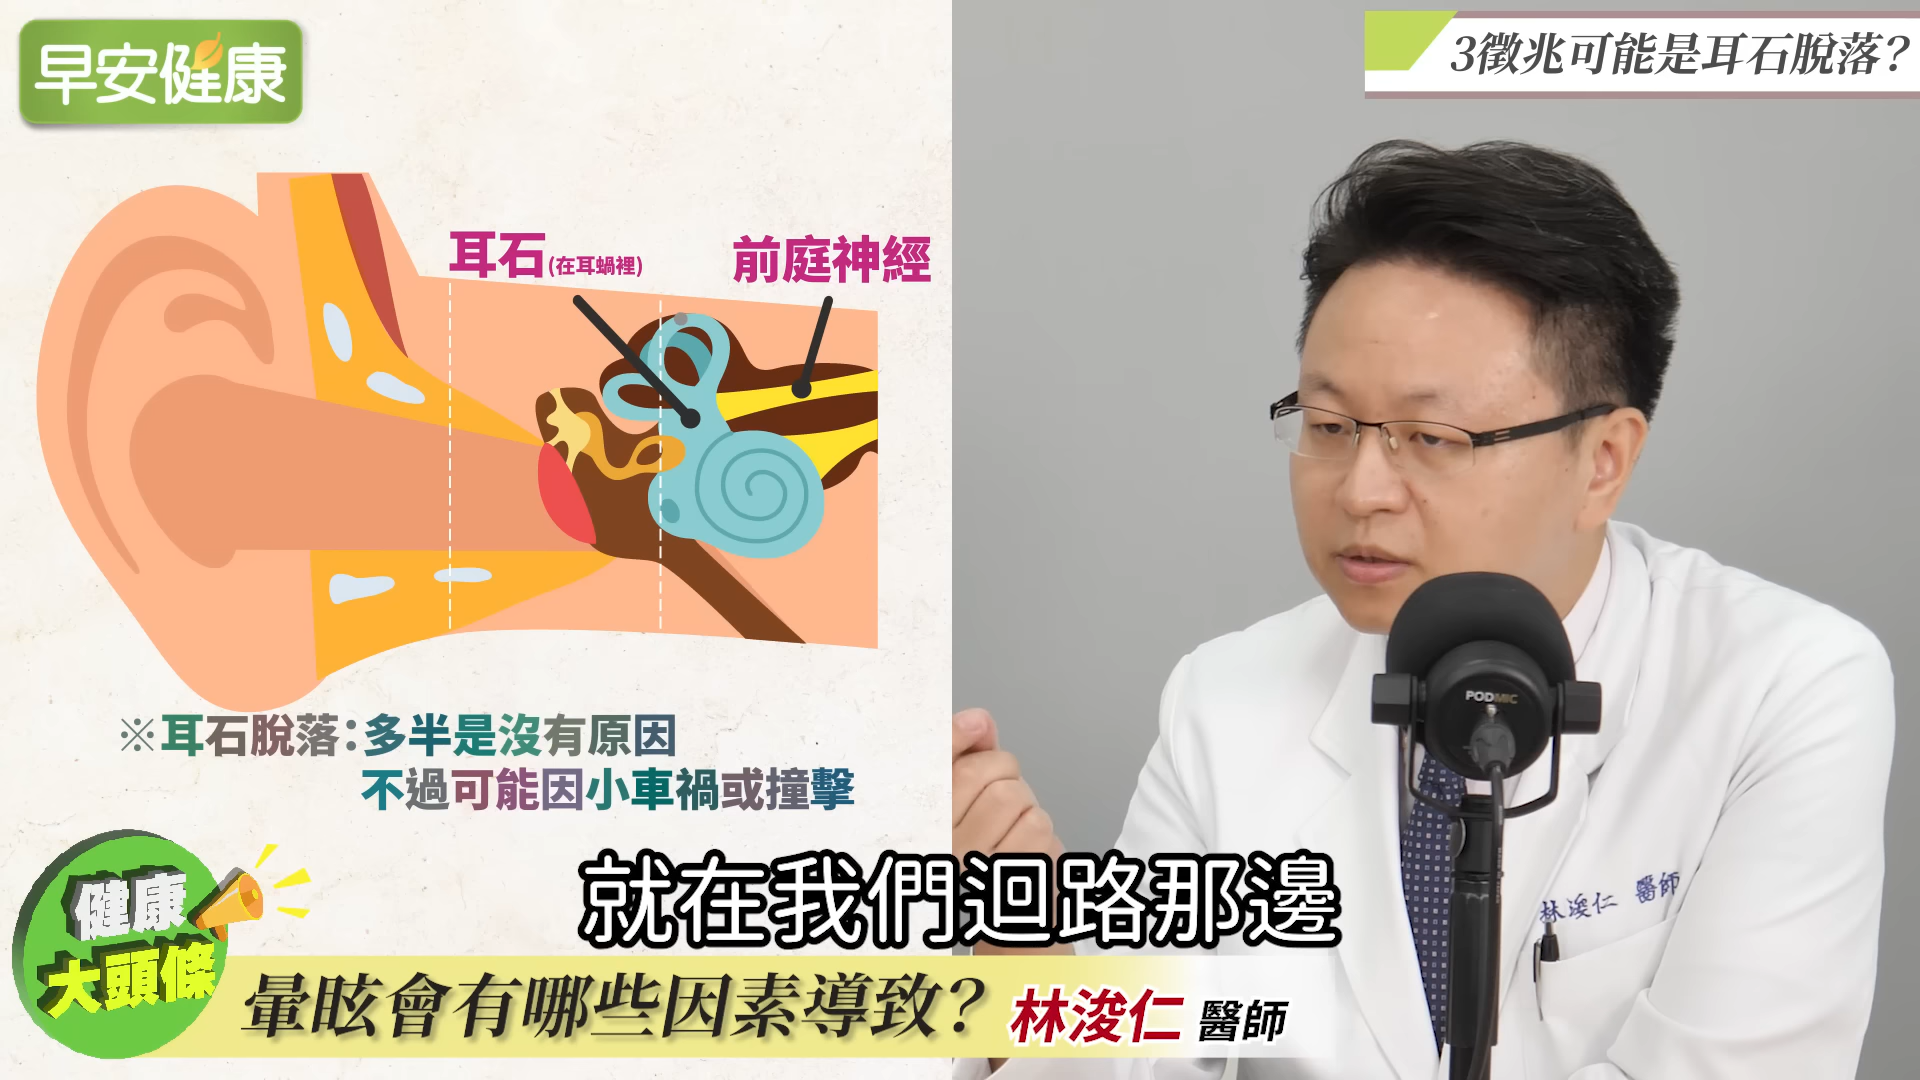 早安健康
3徵兆可能是耳石脫落?
耳石(在耳蝸裡)
前庭神經
※耳石脫落:多半是沒有原因
不過可能因小車禍或撞擊
PODMIC
林浚仁 醫師
就在我們迴路那邊
健康
大頭條
暈眩會有哪些因素導致?
林浚仁 醫師